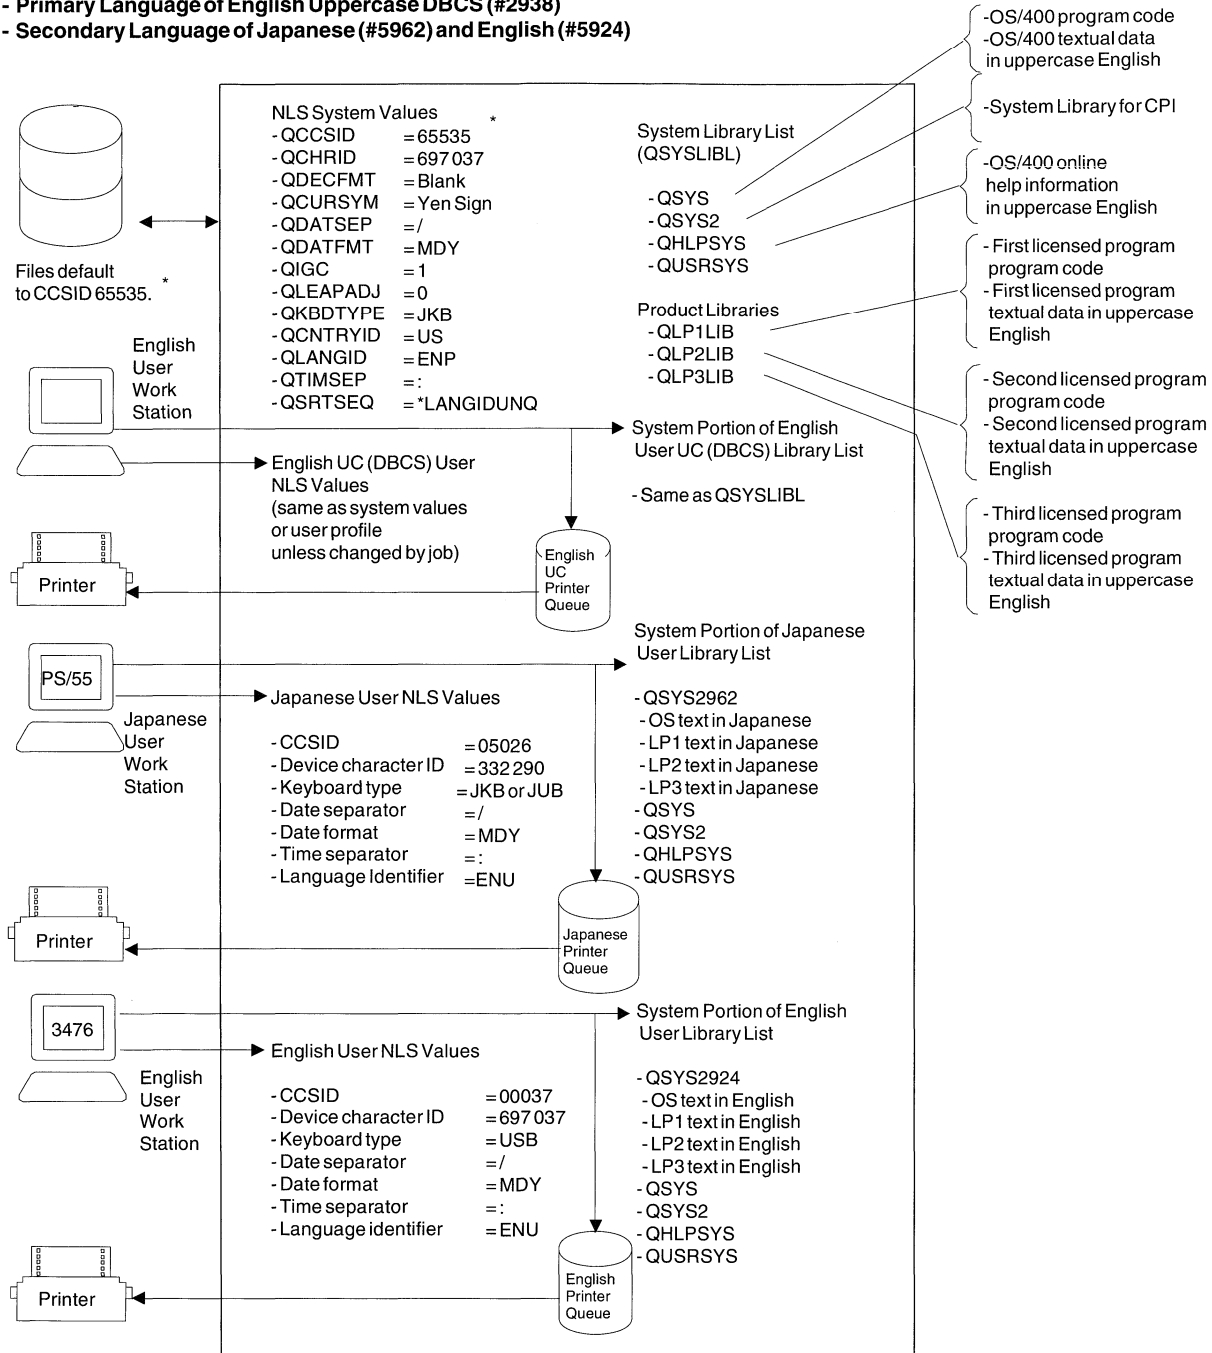 - Primary Language of English Uppercase DBCS (#2938)
- Secondary Language of Japanese (#5962) and English (#5924)
-OS/400 program code
-OS/400 textual data
in uppercase English
-System Library for CPI
-OS/400 online
help information
in uppercase English
- First licensed program
program code
- First licensed program
textual data in uppercase
English
- Second licensed program
program code
- Second licensed program
textual data in uppercase
English
- Third licensed program
program code
- Third licensed program
textual data in uppercase
English
Files default
to CCSID 65535. *
NLS System Values *
- QCCSID = 65535
- QCHRID = 697 037
- QDECFMT = Blank
- QCURSYM = Yen Sign
- QDATSEP = /
- QDATFMT = MDY
- QIGC = 1
- QLEAPADJ = 0
- QKBDTYPE = JKB
- QCNTRYID = US
- QLANGID = ENP
- QTIMSEP = :
- QSRTSEQ = *LANGIDUNQ
System Library List
(QSYSLIBL)
- QSYS
- QSYS2
- QHLPSYS
- QUSRSYS
Product Libraries
- QLP1LIB
- QLP2LIB
- QLP3LIB
English
User
Work
Station
English UC (DBCS) User
NLS Values
(same as system values
or user profile
unless changed by job)
System Portion of English
User UC (DBCS) Library List
- Same as QSYSLIBL
English
UC
Printer
Queue
Printer
PS/55
Japanese
User
Work
Station
Japanese User NLS Values
- CCSID = 05026
- Device character ID = 332 290
- Keyboard type = JKB or JUB
- Date separator = /
- Date format = MDY
- Time separator = :
- Language Identifier =ENU
System Portion of Japanese
User Library List
- QSYS2962
- OS text in Japanese
- LP1 text in Japanese
- LP2 text in Japanese
- LP3 text in Japanese
- QSYS
- QSYS2
- QHLPSYS
- QUSRSYS
Japanese
Printer
Queue
Printer
3476
English
User
Work
Station
English User NLS Values
- CCSID = 00037
- Device character ID = 697 037
- Keyboard type = USB
- Date separator = /
- Date format = MDY
- Time separator = :
- Language identifier = ENU
System Portion of English
User Library List
- QSYS2924
- OS text in English
- LP1 text in English
- LP2 text in English
- LP3 text in English
- QSYS
- QSYS2
- QHLPSYS
- QUSRSYS
English
Printer
Queue
Printer